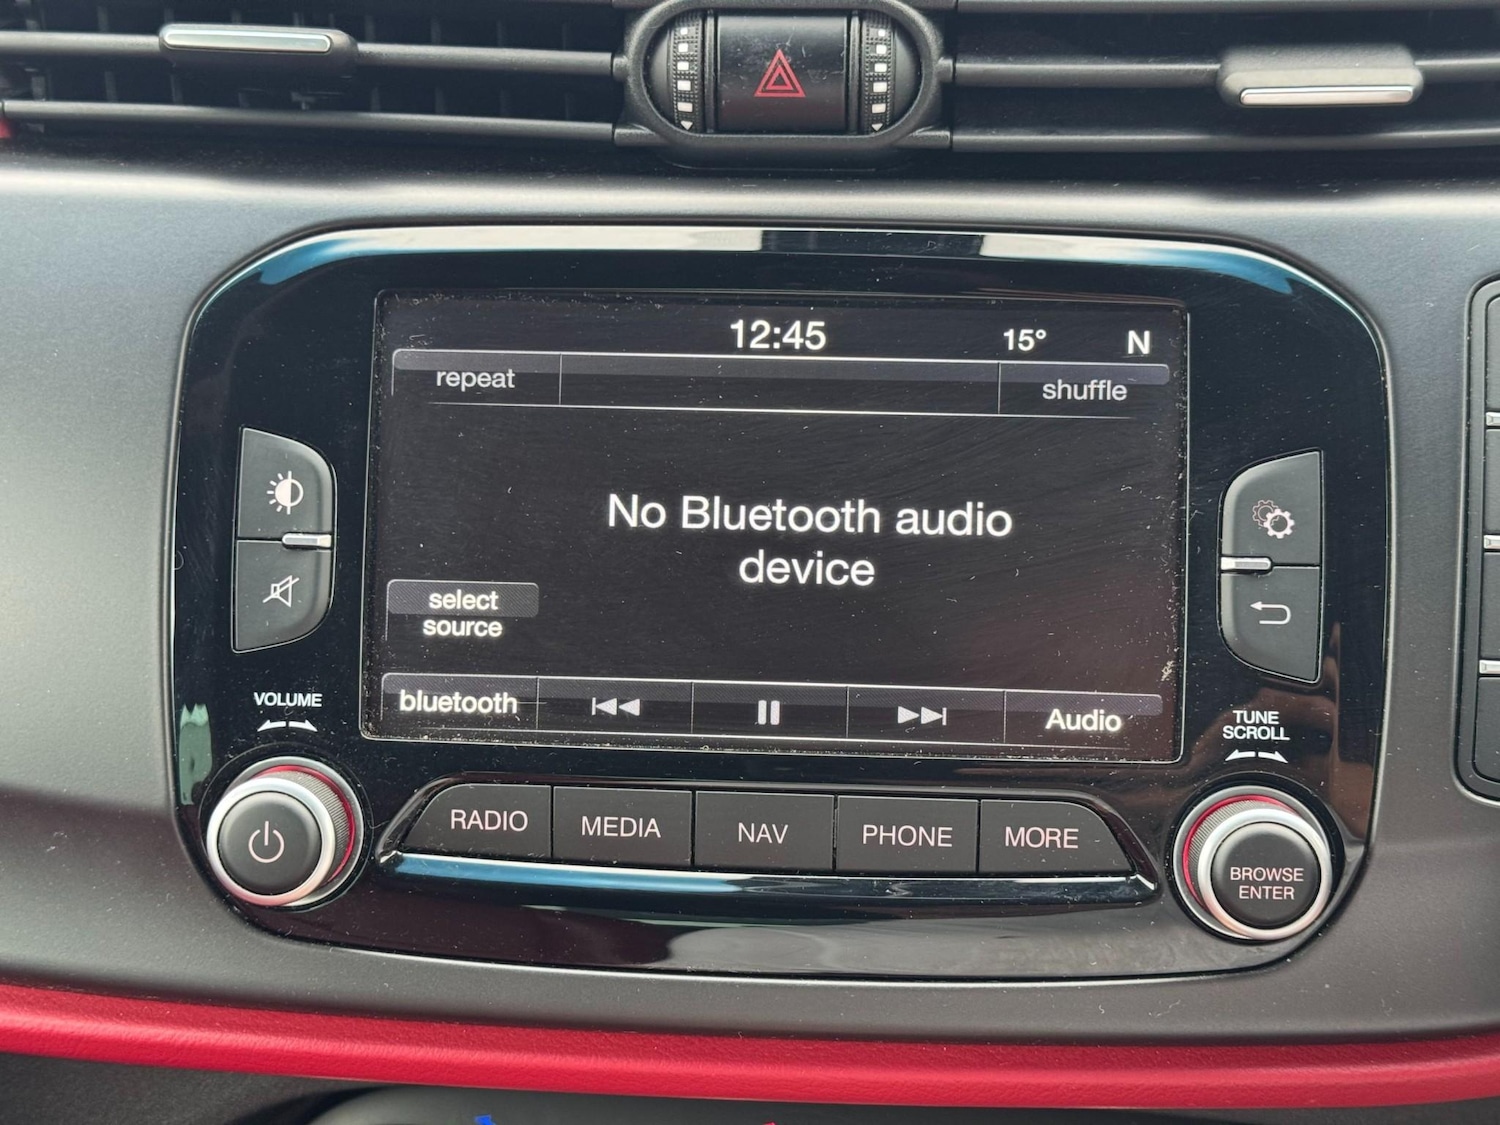 12:45 15° N
repeat shuffle
No Bluetooth audio
device
select
source
bluetooth Audio
VOLUME
TUNE
SCROLL
RADIO MEDIA NAV PHONE MORE
BROWSE
ENTER